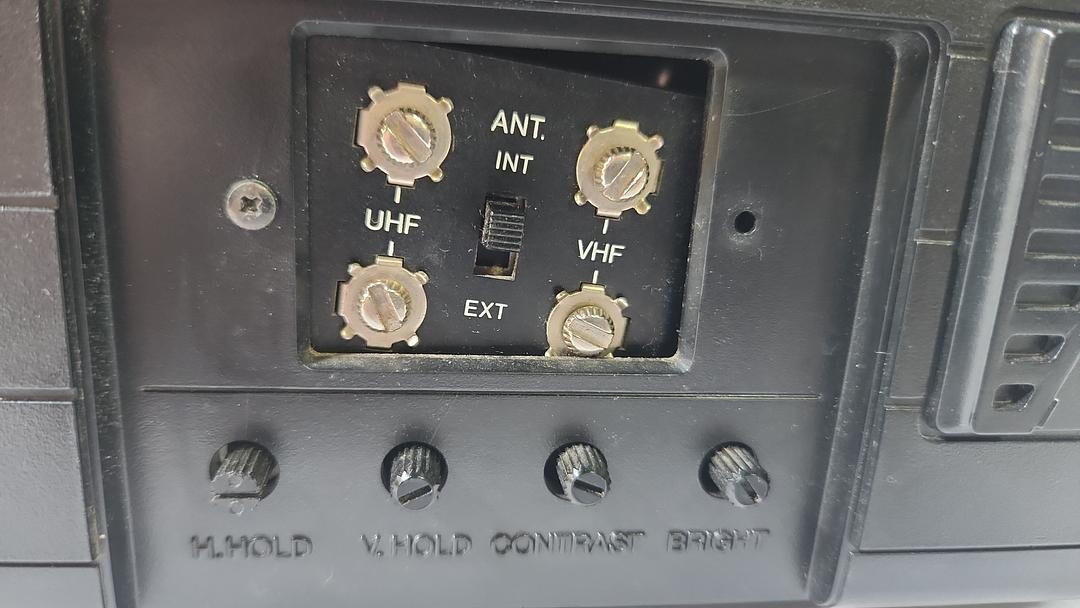 ANT.
INT
UHF
VHF
EXT
H.HOLD
V. HOLD
CONTRAST
BRIGHT